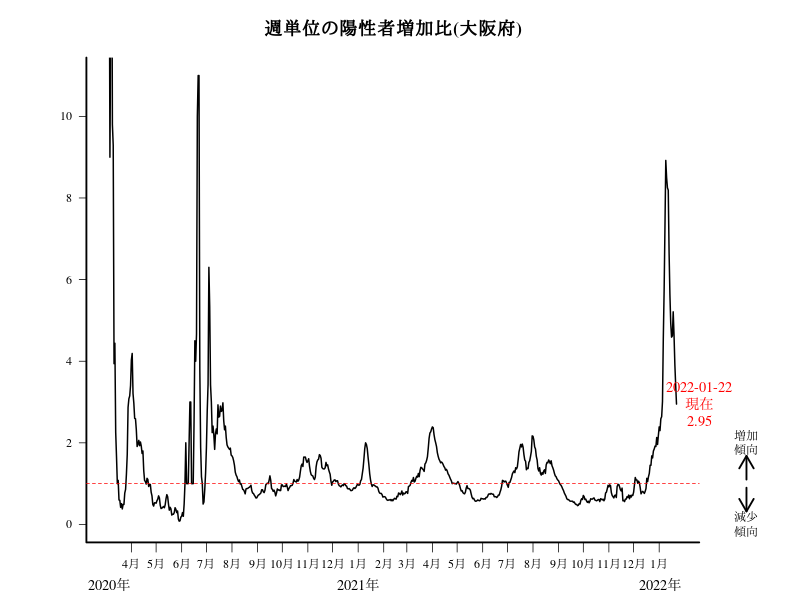 週単位の陽性者増加比(大阪府)
10
8
6
4
2
0
2022-01-22
現在
2.95
増加
傾向
減少
傾向
4月 5月 6月 7月 8月 9月 10月 11月 12月 1月 2月 3月 4月 5月 6月 7月 8月 9月 10月 11月 12月 1月
2020年 2021年 2022年